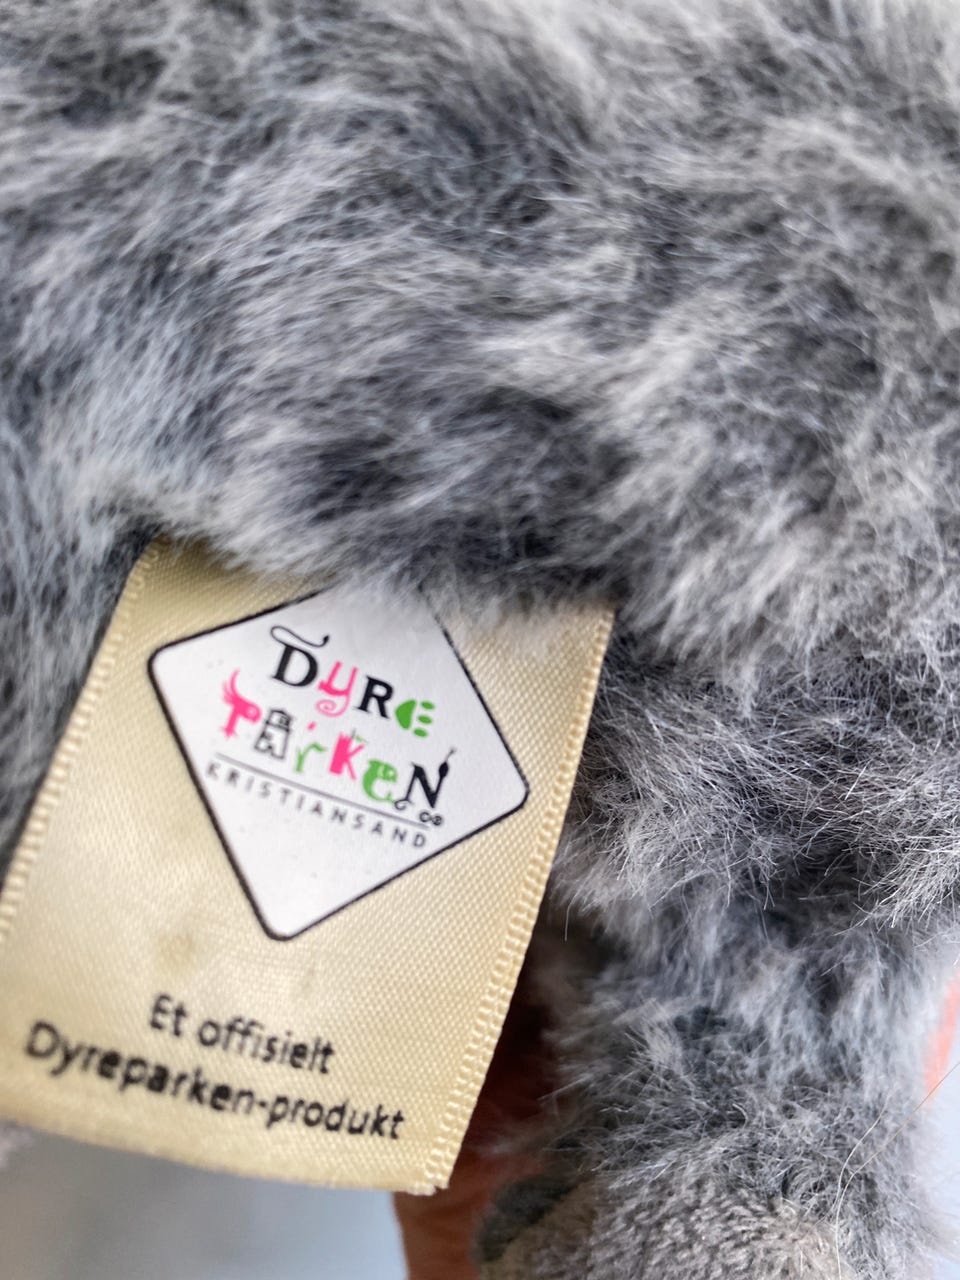 Dyre
Parken
KRISTIANSAND
Et offisielt
Dyreparken-produkt